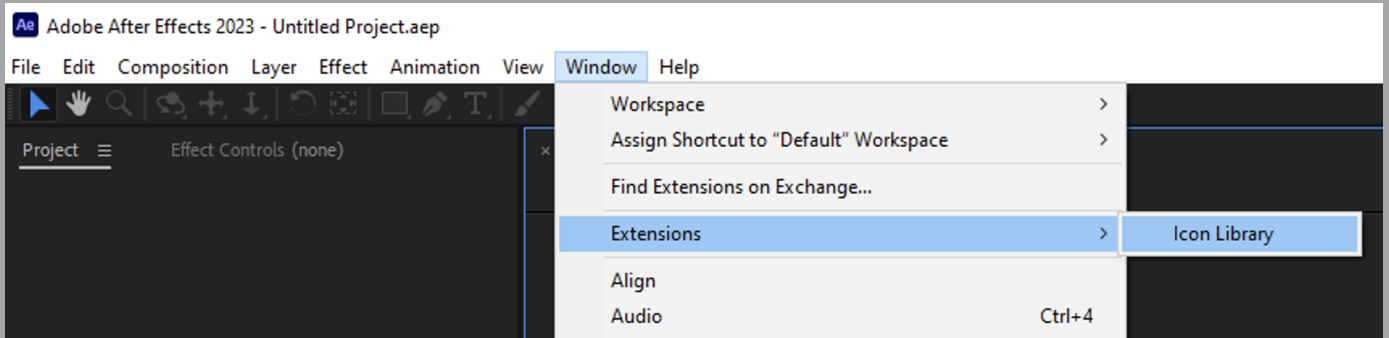 Ae Adobe After Effects 2023 - Untitled Project.aep
File Edit Composition Layer Effect Animation View Window Help
T
Workspace
Assign Shortcut to “Default” Workspace
Project Effect Controls (none)
Find Extensions on Exchange...
Extensions Icon Library
Align
Audio Ctrl+4